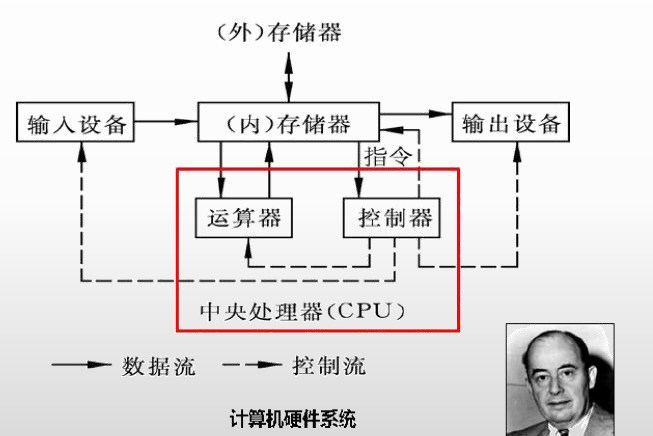 (外)存储器
输入设备
(内)存储器
输出设备
指令
运算器
控制器
中央处理器(CPU)
数据流
控制流
计算机硬件系统